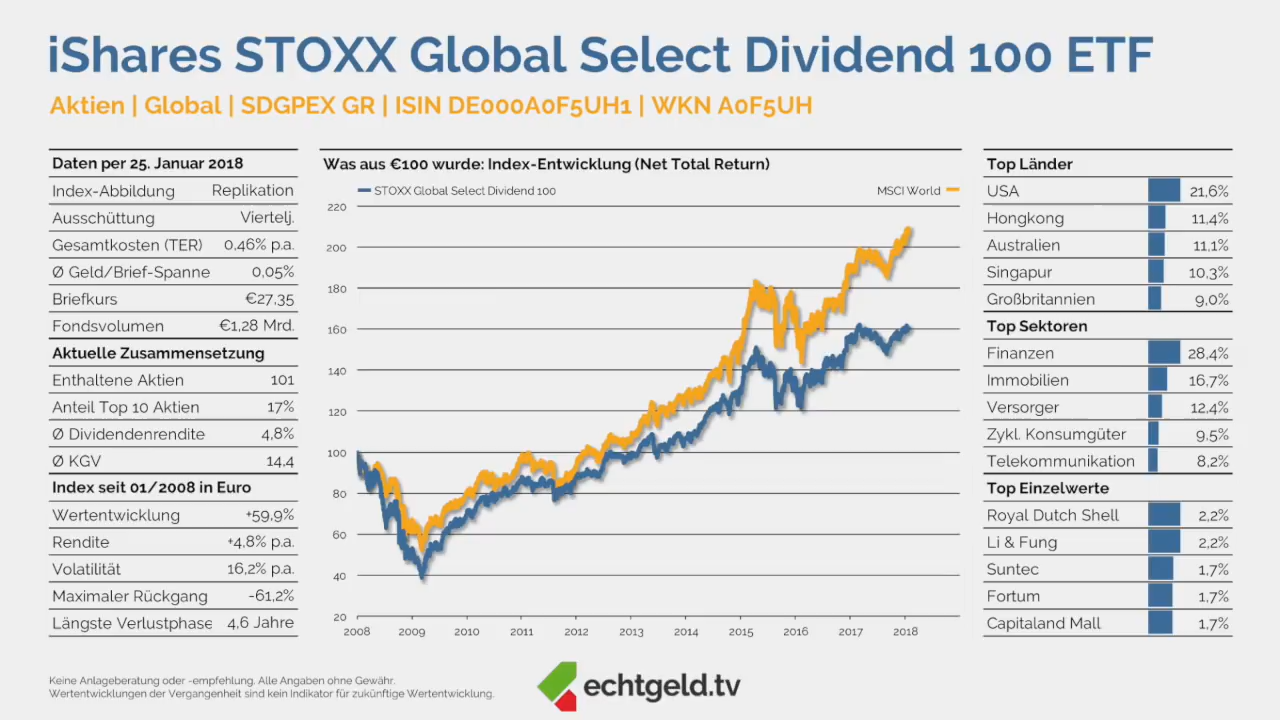 iShares STOXX Global Select Dividend 100 ETF
Aktien | Global | SDGPEX GR | ISIN DE000A0F5UH1 | WKN A0F5UH
Daten per 25. Januar 2018
Index-Abbildung Replikation
Ausschüttung Viertelj.
Gesamtkosten (TER) 0,46% p.a.
Ø Geld/Brief-Spanne 0,05%
Briefkurs €27,35
Fondsvolumen €1,28 Mrd.
Aktuelle Zusammensetzung
Enthaltene Aktien 101
Anteil Top 10 Aktien 17%
Ø Dividendenrendite 4,8%
Ø KGV 14,4
Index seit 01/2008 in Euro
Wertentwicklung +59,9%
Rendite +4,8% p.a.
Volatilität 16,2% p.a.
Maximaler Rückgang -61,2%
Längste Verlustphase 4,6 Jahre
Was aus €100 wurde: Index-Entwicklung (Net Total Return)
STOXX Global Select Dividend 100 MSCI World
220
200
180
160
140
120
100
80
60
40
20
2008 2009 2010 2011 2012 2013 2014 2015 2016 2017 2018
Top Länder
USA 21,6%
Hongkong 11,4%
Australien 11,1%
Singapur 10,3%
Großbritannien 9,0%
Top Sektoren
Finanzen 28,4%
Immobilien 16,7%
Versorger 12,4%
Zykl. Konsumgüter 9,5%
Telekommunikation 8,2%
Top Einzelwerte
Royal Dutch Shell 2,2%
Li & Fung 2,2%
Suntec 1,7%
Fortum 1,7%
Capitaland Mall 1,7%
Keine Anlageberatung oder -empfehlung. Alle Angaben ohne Gewähr.
Wertentwicklungen der Vergangenheit sind kein Indikator für zukünftige Wertentwicklung.
echtgeld.tv